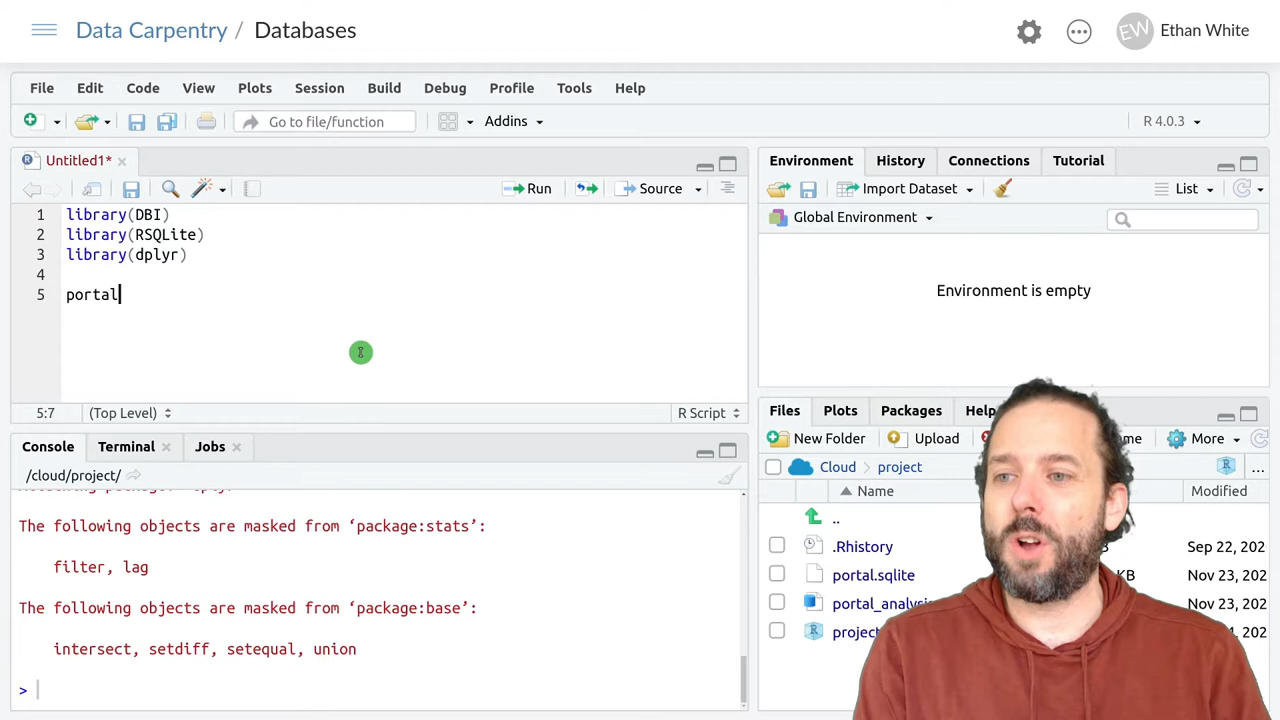 Data Carpentry / Databases
EW Ethan White
File Edit Code View Plots Session Build Debug Profile Tools Help
Go to file/function Addins R 4.0.3
Untitled1*
Run Source
1 library(DBI)
2 library(RSQLite)
3 library(dplyr)
4
5 portal
5:7 (Top Level) R Script
Console Terminal Jobs
/cloud/project/
The following objects are masked from ‘package:stats’:
filter, lag
The following objects are masked from ‘package:base’:
intersect, setdiff, setequal, union
>
Environment History Connections Tutorial
Import Dataset List
Global Environment
Environment is empty
Files Plots Packages Help
New Folder Upload More
Cloud project ...
Name Modified
..
.Rhistory Sep 22, 202
portal.sqlite KB Nov 23, 202
Nov 23, 202